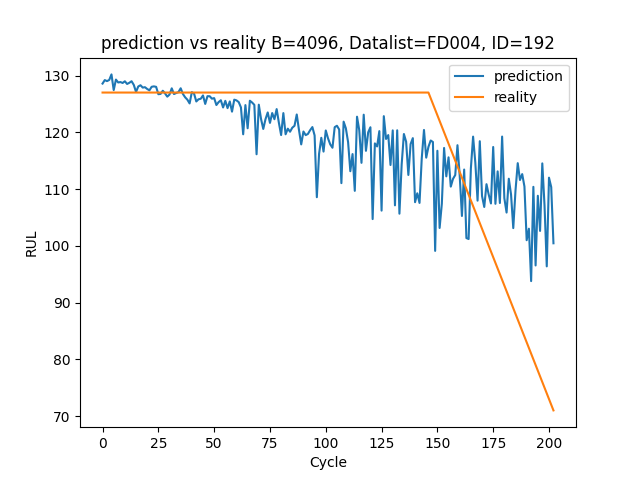 prediction vs reality B=4096, Datalist=FD004, ID=192
prediction
reality
RUL
130
120
110
100
90
80
70
0 25 50 75 100 125 150 175 200
Cycle